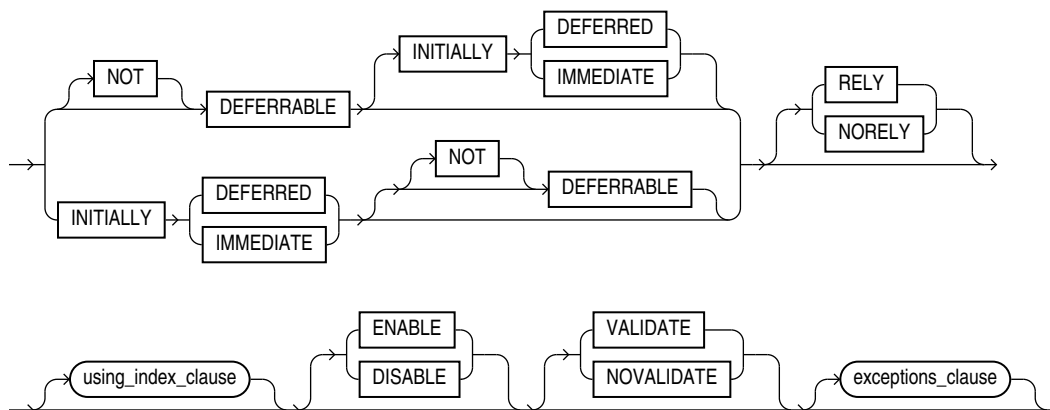 DEFERRED
INITIALLY
NOT
IMMEDIATE
RELY
DEFERRABLE
NORELY
NOT
DEFERRED
DEFERRABLE
INITIALLY
IMMEDIATE
ENABLE
VALIDATE
using_index_clause
exceptions_clause
DISABLE
NOVALIDATE